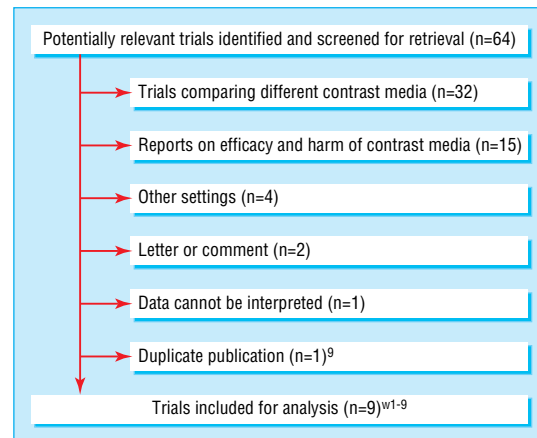 Potentially relevant trials identified and screened for retrieval (n=64)
Trials comparing different contrast media (n=32)
Reports on efficacy and harm of contrast media (n=15)
Other settings (n=4)
Letter or comment (n=2)
Data cannot be interpreted (n=1)
Duplicate publication (n=1)⁹
Trials included for analysis (n=9)ʷ¹⁻⁹